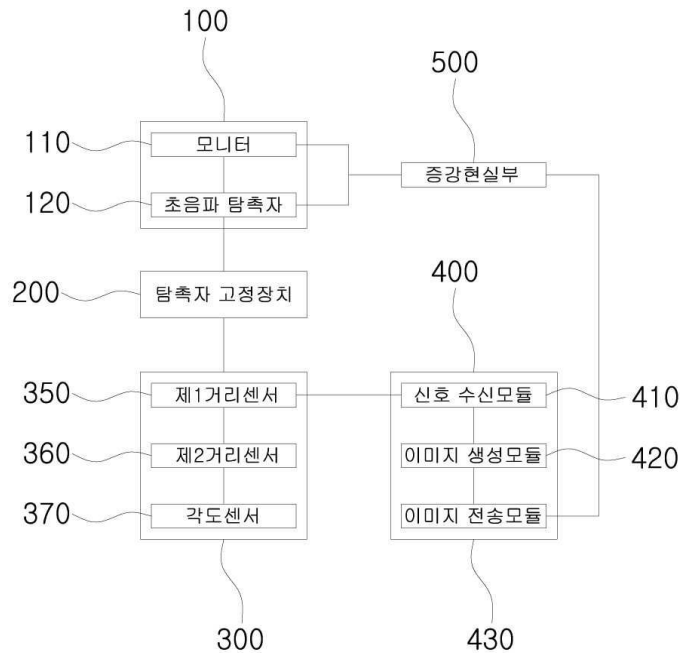 100
500
110
모니터
증강현실부
120
초음파 탐촉자
400
200
탐촉자 고정장치
350
제1거리센서
신호 수신모듈
410
360
제2거리센서
이미지 생성모듈
420
370
각도센서
이미지 전송모듈
300
430